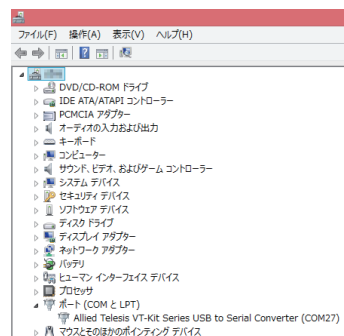 ファイル(F) 操作(A) 表示(V) ヘルプ(H)
DVD/CD-ROM ドライブ
IDE ATA/ATAPI コントローラー
PCMCIA アダプター
オーディオの入力および出力
キーボード
コンピューター
サウンド、ビデオ、およびゲーム コントローラー
システム デバイス
セキュリティ デバイス
ソフトウェア デバイス
ディスク ドライブ
ディスプレイ アダプター
ネットワーク アダプター
バッテリ
ヒューマン インターフェイス デバイス
プロセッサ
ポート (COM と LPT)
Allied Telesis VT-Kit Series USB to Serial Converter (COM27)
マウスとそのほかのポインティング デバイス